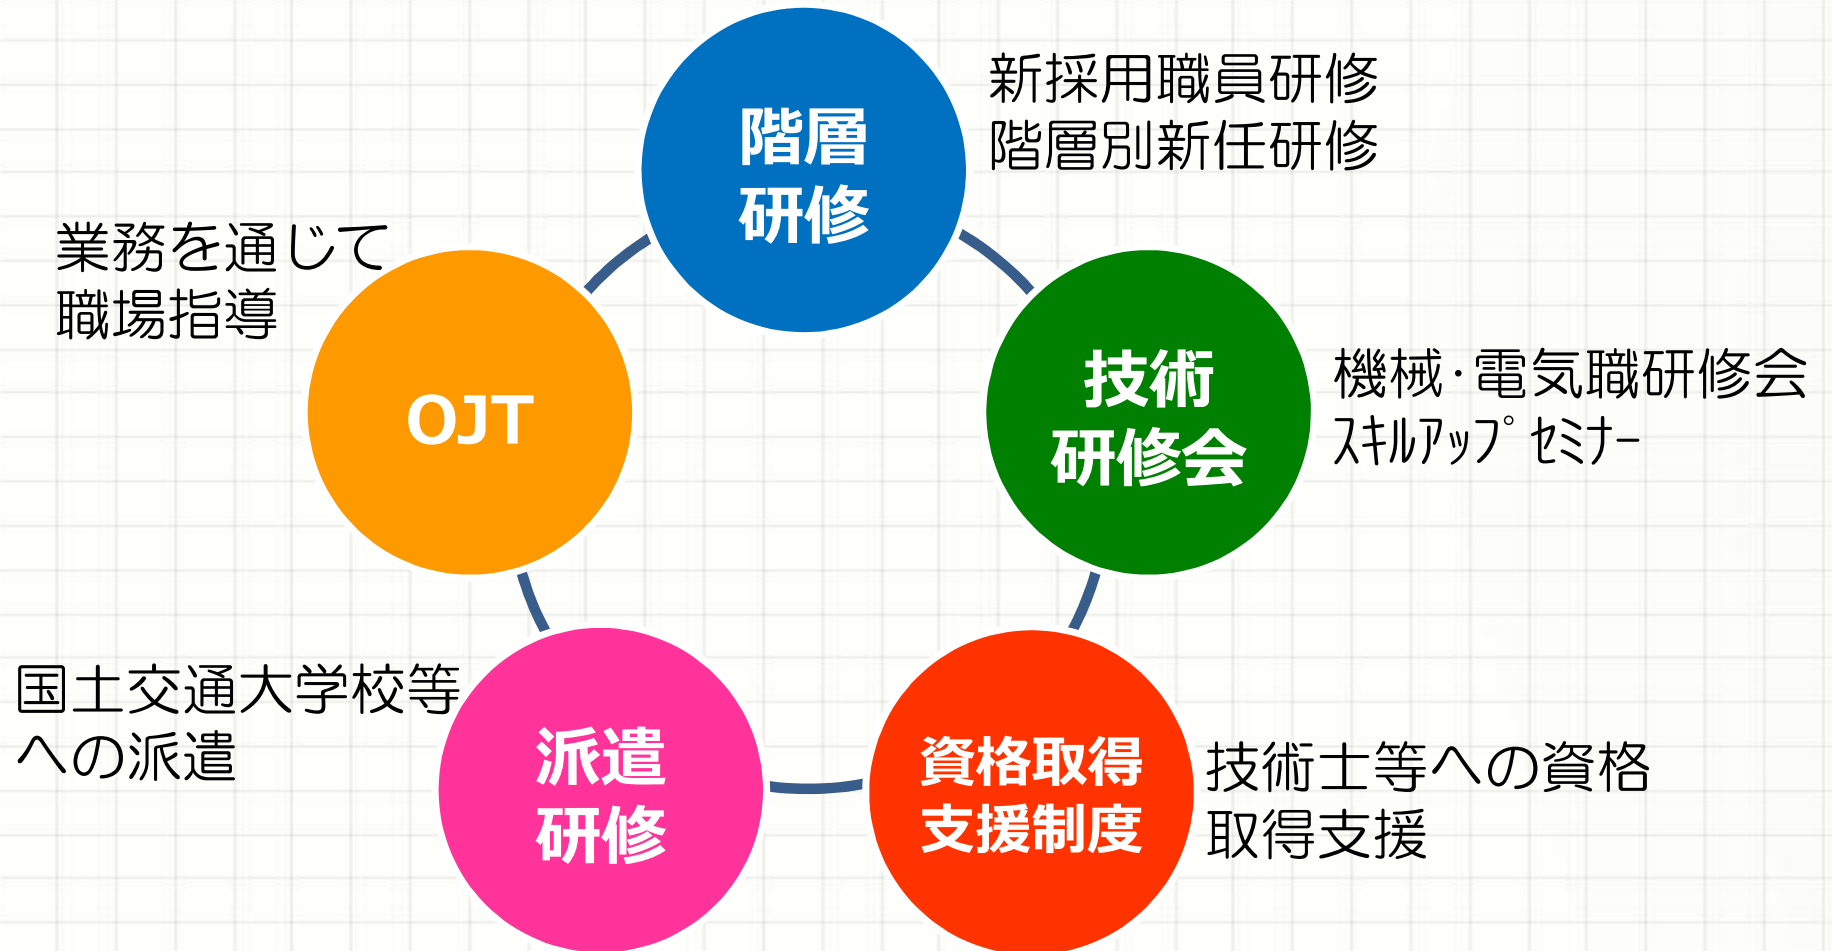 階層
研修
新採用職員研修
階層別新任研修
技術
研修会
機械・電気職研修会
ｽｷﾙｱｯﾌﾟｾﾐﾅｰ
資格取得
支援制度
技術士等への資格
取得支援
派遣
研修
国土交通大学校等
への派遣
OJT
業務を通じて
職場指導